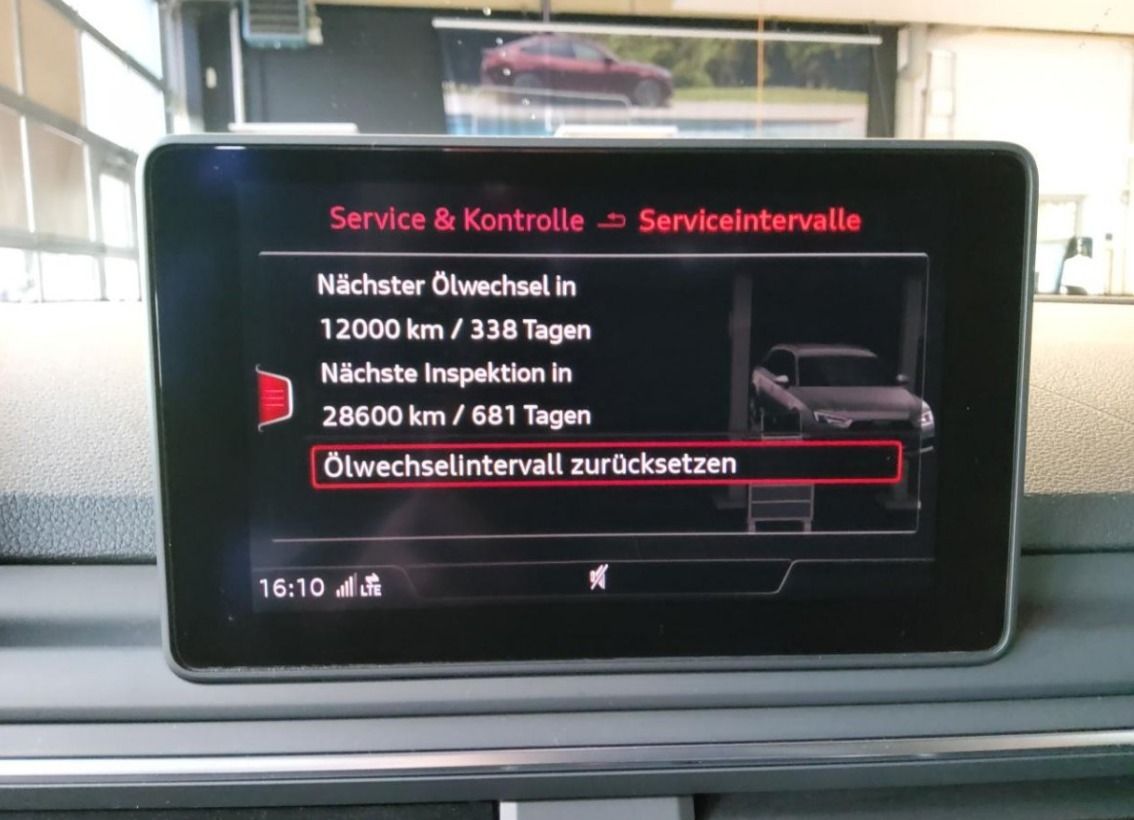 Service & Kontrolle Serviceintervalle
Nächster Ölwechsel in
12000 km / 338 Tagen
Nächste Inspektion in
28600 km / 681 Tagen
Ölwechselintervall zurücksetzen
16:10 LTE